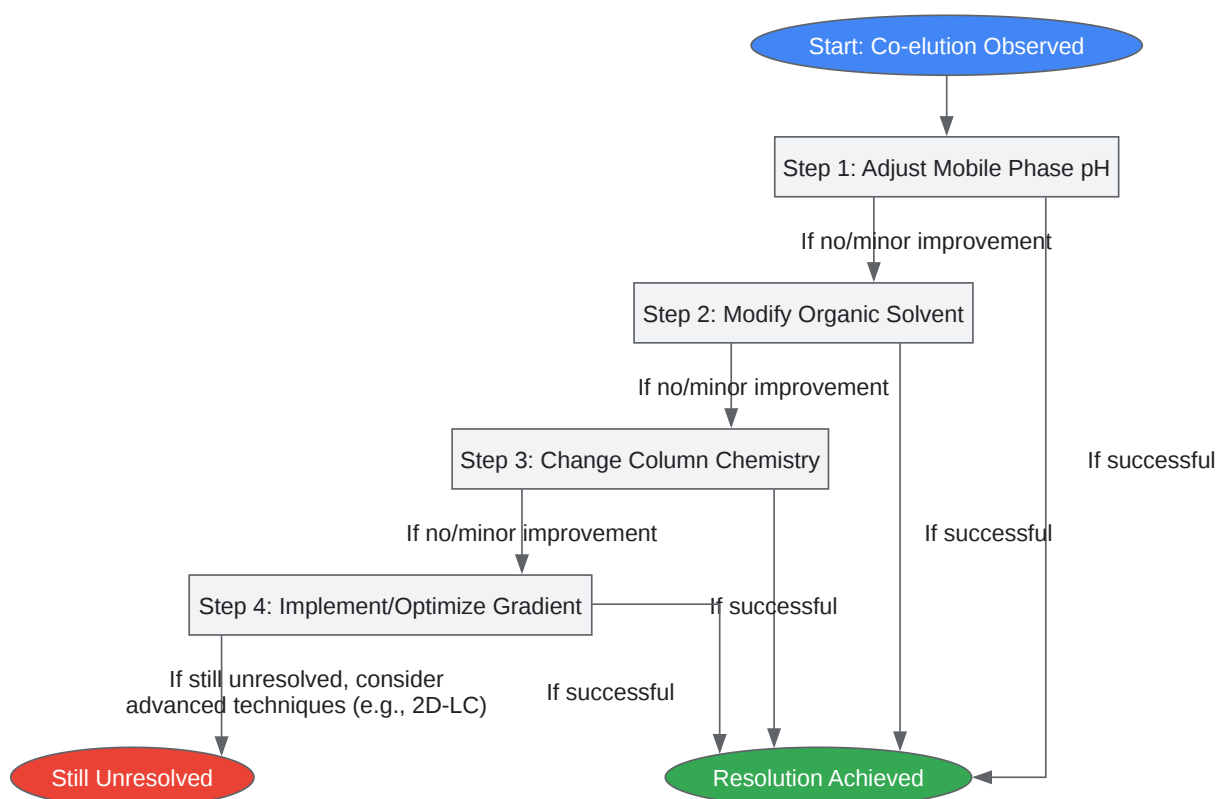 Start: Co-elution Observed
Step 1: Adjust Mobile Phase pH
If no/minor improvement
Step 2: Modify Organic Solvent
If no/minor improvement
Step 3: Change Column Chemistry
If successful
If no/minor improvement
If successful
Step 4: Implement/Optimize Gradient
If successful
If still unresolved, consider
advanced techniques (e.g., 2D-LC)
If successful
Still Unresolved
Resolution Achieved